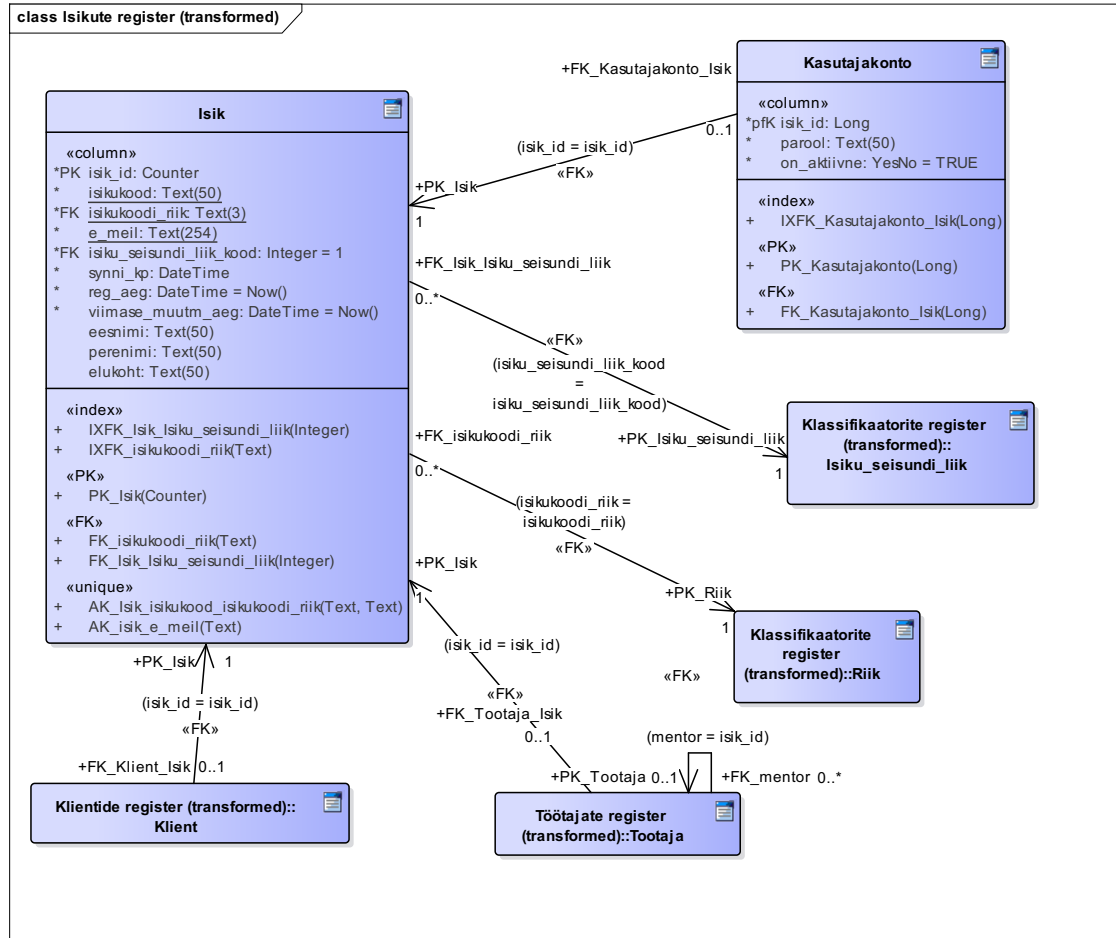 class Isikute register (transformed)
Isik
«column»
*PK isik_id: Counter
* isikukood: Text(50)
*FK isikukoodi_riik: Text(3)
* e_meil: Text(254)
*FK isiku_seisundi_liik_kood: Integer = 1
* synni_kp: DateTime
* reg_aeg: DateTime = Now()
* viimase_muutm_aeg: DateTime = Now()
eesnimi: Text(50)
perenimi: Text(50)
elukoht: Text(50)
«index»
+ IXFK_Isik_Isiku_seisundi_liik(Integer)
+ IXFK_isikukoodi_riik(Text)
«PK»
+ PK_Isik(Counter)
«FK»
+ FK_isikukoodi_riik(Text)
+ FK_Isik_Isiku_seisundi_liik(Integer)
«unique»
+ AK_Isik_isikukood_isikukoodi_riik(Text, Text)
+ AK_isik_e_meil(Text)
Kasutajakonto
«column»
*pfK isik_id: Long
* parool: Text(50)
* on_aktiivne: YesNo = TRUE
«index»
+ IXFK_Kasutajakonto_Isik(Long)
«PK»
+ PK_Kasutajakonto(Long)
«FK»
+ FK_Kasutajakonto_Isik(Long)
+FK_Kasutajakonto_Isik
0..1
(isik_id = isik_id)
«FK»
+PK_Isik
1
+FK_Isik_Isiku_seisundi_liik
0..*
«FK»
(isiku_seisundi_liik_kood
=
isiku_seisundi_liik_kood)
+PK_Isiku_seisundi_liik
1
Klassifikaatorite register
(transformed)::
Isiku_seisundi_liik
+FK_isikukoodi_riik
0..*
(isikukoodi_riik =
isikukoodi_riik)
«FK»
+PK_Riik
1
Klassifikaatorite
register
(transformed)::Riik
+PK_Isik
1
(isik_id = isik_id)
«FK»
+FK_Tootaja_Isik
0..1
«FK»
(mentor = isik_id)
+PK_Tootaja 0..1
+FK_mentor 0..*
Töötajate register
(transformed)::Tootaja
+PK_Isik
1
(isik_id = isik_id)
«FK»
+FK_Klient_Isik 0..1
Klientide register (transformed)::
Klient